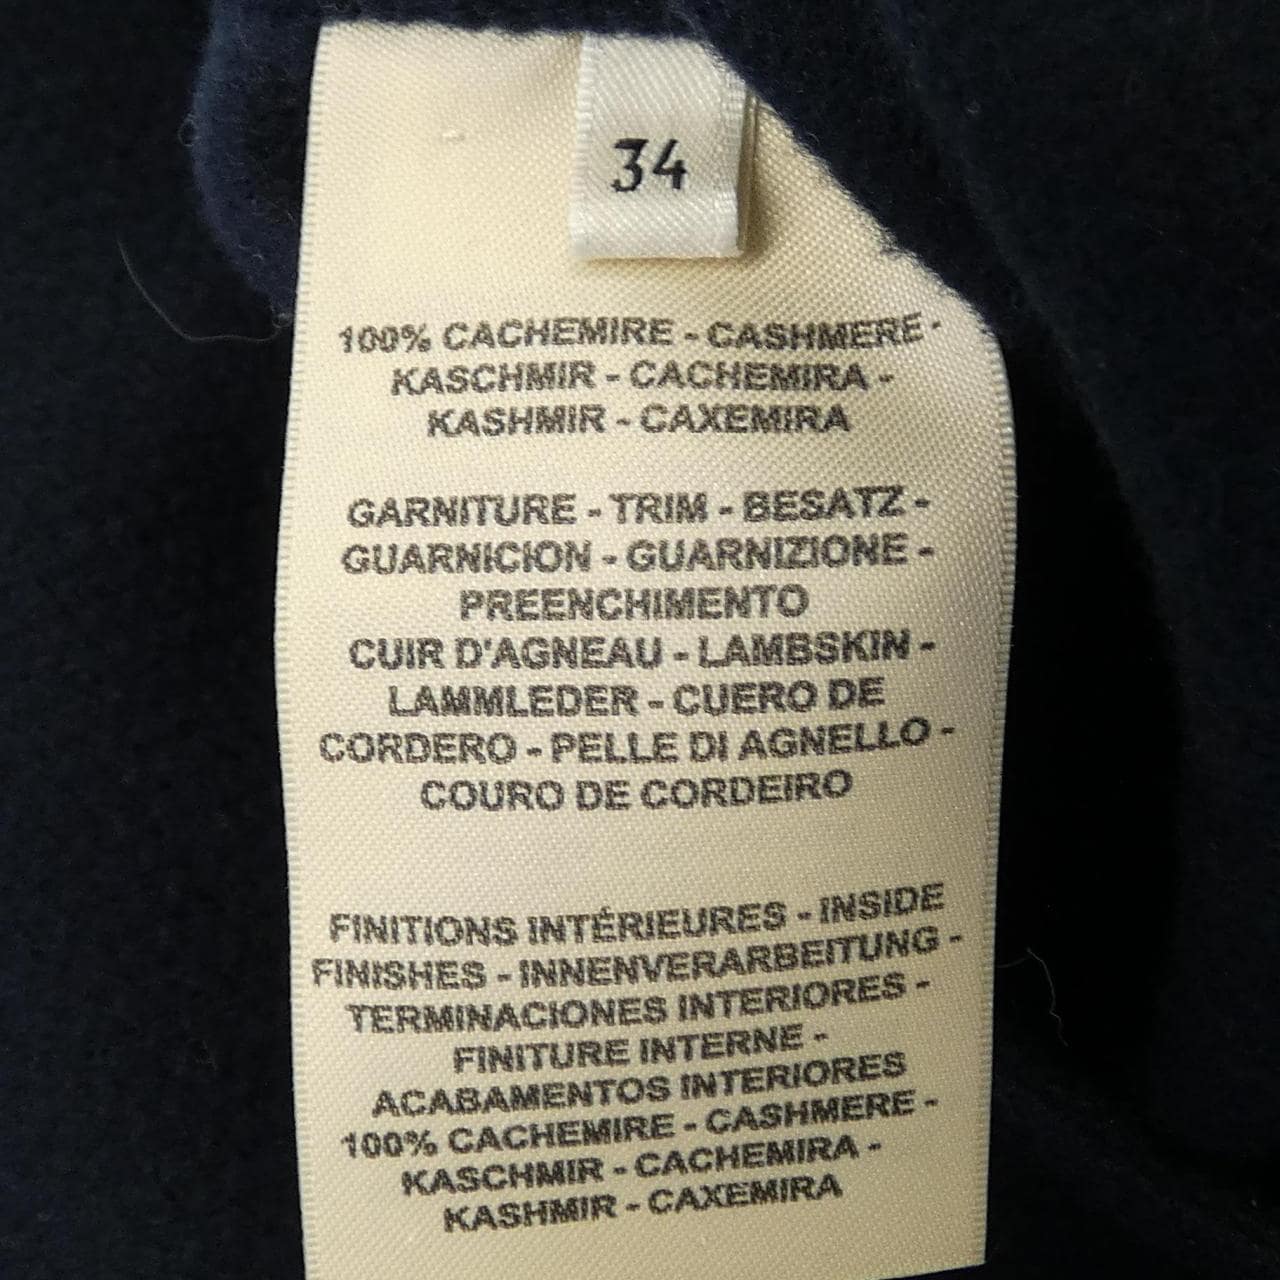 34
100% CACHEMIRE - CASHMERE -
KASCHMIR - CACHEMIRA -
KASHMIR - CAXEMIRA
GARNITURE - TRIM - BESATZ -
GUARNICION - GUARNIZIONE -
PREENCHIMENTO
CUIR D'AGNEAU - LAMBSKIN -
LAMMLEDER - CUERO DE
CORDERO - PELLE DI AGNELLO -
COURO DE CORDEIRO
FINITIONS INTÉRIEURES - INSIDE
FINISHES - INNENVERARBEITUNG -
TERMINACIONES INTERIORES -
FINITURE INTERNE -
ACABAMENTOS INTERIORES
100% CACHEMIRE - CASHMERE -
KASCHMIR - CACHEMIRA -
KASHMIR - CAXEMIRA